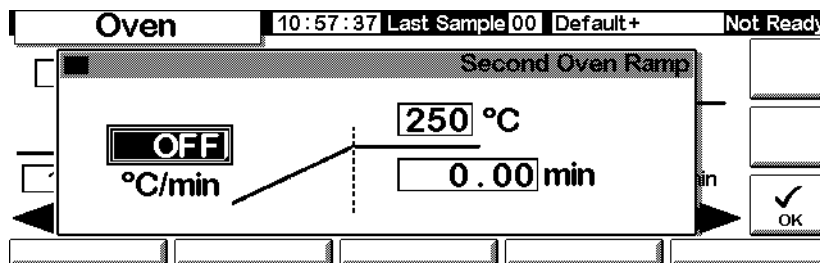 Oven 10:57:37 Last Sample 00 Default+ Not Ready
Second Oven Ramp
250 °C
OFF
°C/min
0.00 min
in
OK